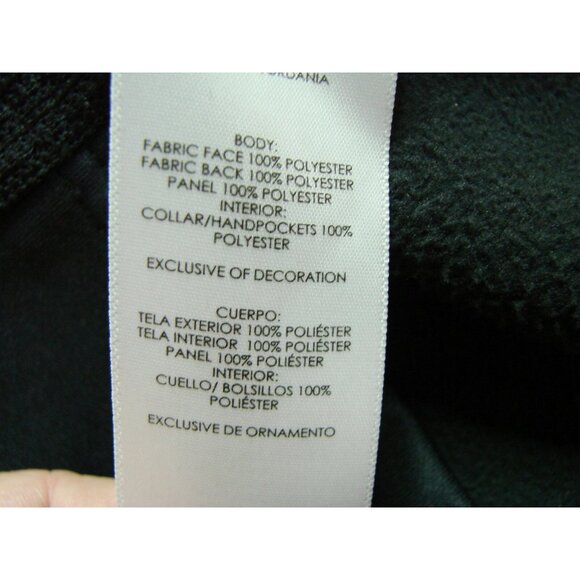 BODY:
FABRIC FACE 100% POLYESTER
FABRIC BACK 100% POLYESTER
PANEL 100% POLYESTER
INTERIOR:
COLLAR/HANDPOCKETS 100%
POLYESTER
EXCLUSIVE OF DECORATION
CUERPO:
TELA EXTERIOR 100% POLIÉSTER
TELA INTERIOR 100% POLIÉSTER
PANEL 100% POLIÉSTER
INTERIOR:
CUELLO/ BOLSILLOS 100%
POLIÉSTER
EXCLUSIVE DE ORNAMENTO